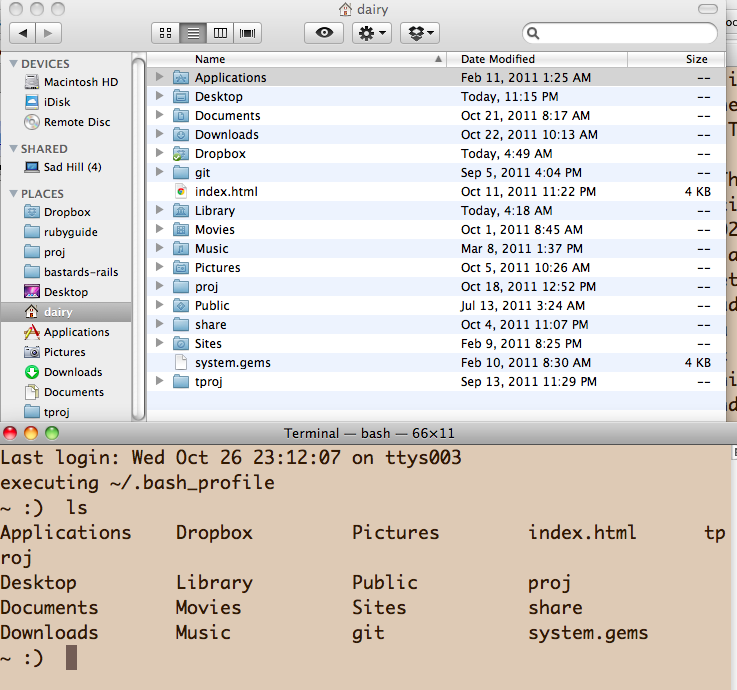 dairy
Name Date Modified Size
DEVICES
Macintosh HD
iDisk
Remote Disc
SHARED
Sad Hill (4)
PLACES
Dropbox
rubyguide
proj
bastards-rails
Desktop
dairy
Applications
Pictures
Downloads
Documents
tproj
Applications Feb 11, 2011 1:25 AM --
Desktop Today, 11:15 PM --
Documents Oct 21, 2011 8:17 AM --
Downloads Oct 22, 2011 10:13 AM --
Dropbox Today, 4:49 AM --
git Sep 5, 2011 4:04 PM --
index.html Oct 11, 2011 11:22 PM 4 KB
Library Today, 4:18 AM --
Movies Oct 1, 2011 8:45 AM --
Music Mar 8, 2011 1:37 PM --
Pictures Oct 5, 2011 10:26 AM --
proj Oct 18, 2011 12:52 PM --
Public Jul 13, 2011 3:24 AM --
share Oct 4, 2011 11:07 PM --
Sites Feb 9, 2011 8:25 PM --
system.gems Feb 10, 2011 8:30 AM 4 KB
tproj Sep 13, 2011 11:29 PM --
Terminal — bash — 66×11
Last login: Wed Oct 26 23:12:07 on ttys003
executing ~/.bash_profile
~ :)  ls
Applications Dropbox Pictures index.html tp
roj
Desktop Library Public proj
Documents Movies Sites share
Downloads Music git system.gems
~ :)